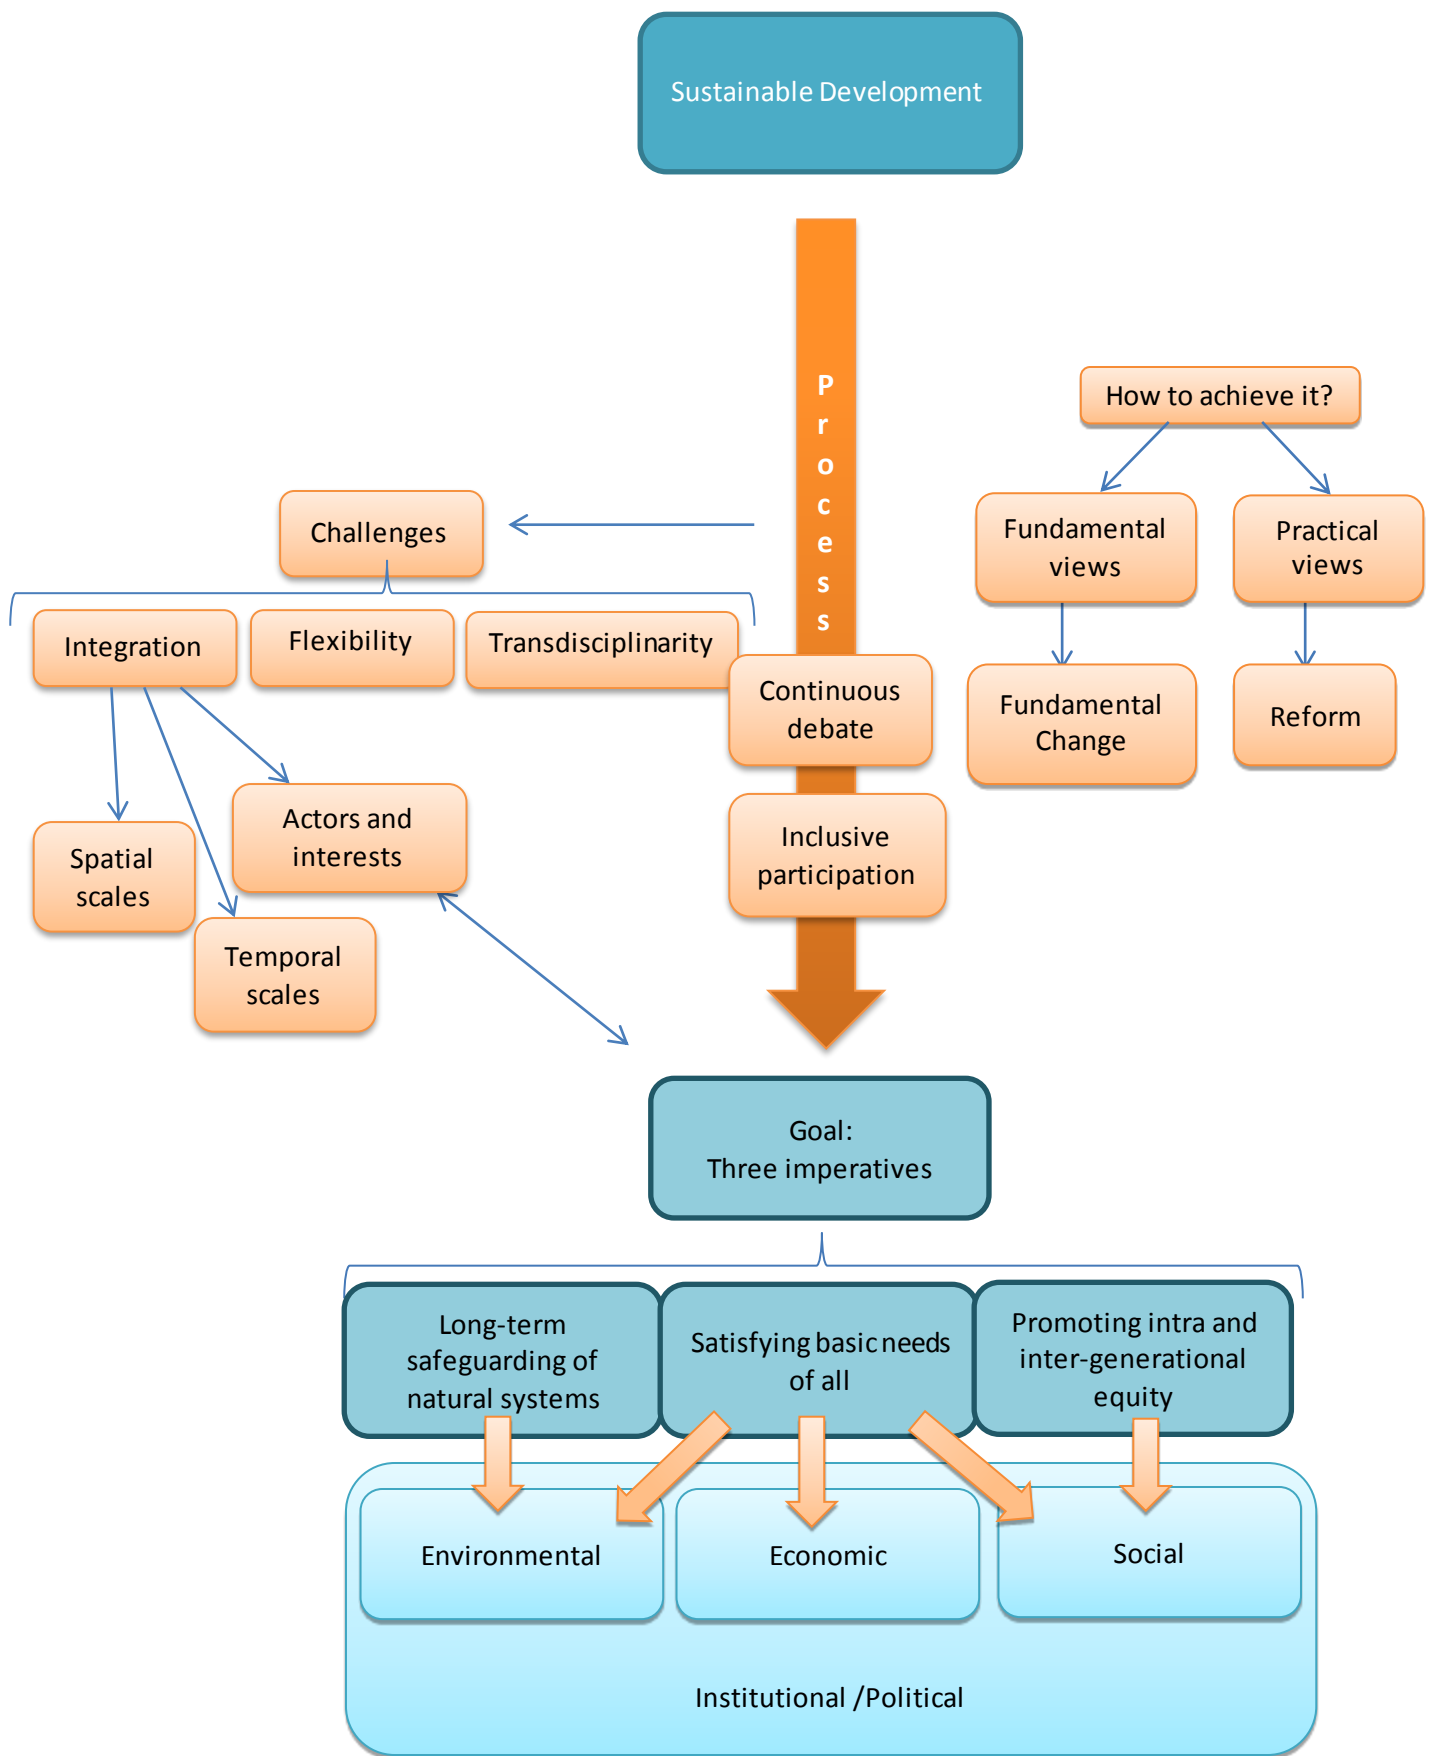 Sustainable Development
P
r
o
c
e
s
s
How to achieve it?
Fundamental
views
Practical
views
Fundamental
Change
Reform
Challenges
Integration
Flexibility
Transdisciplinarity
Continuous
debate
Inclusive
participation
Actors and
interests
Spatial
scales
Temporal
scales
Goal:
Three imperatives
Long-term
safeguarding of
natural systems
Satisfying basic needs
of all
Promoting intra and
inter-generational
equity
Environmental
Economic
Social
Institutional /Political